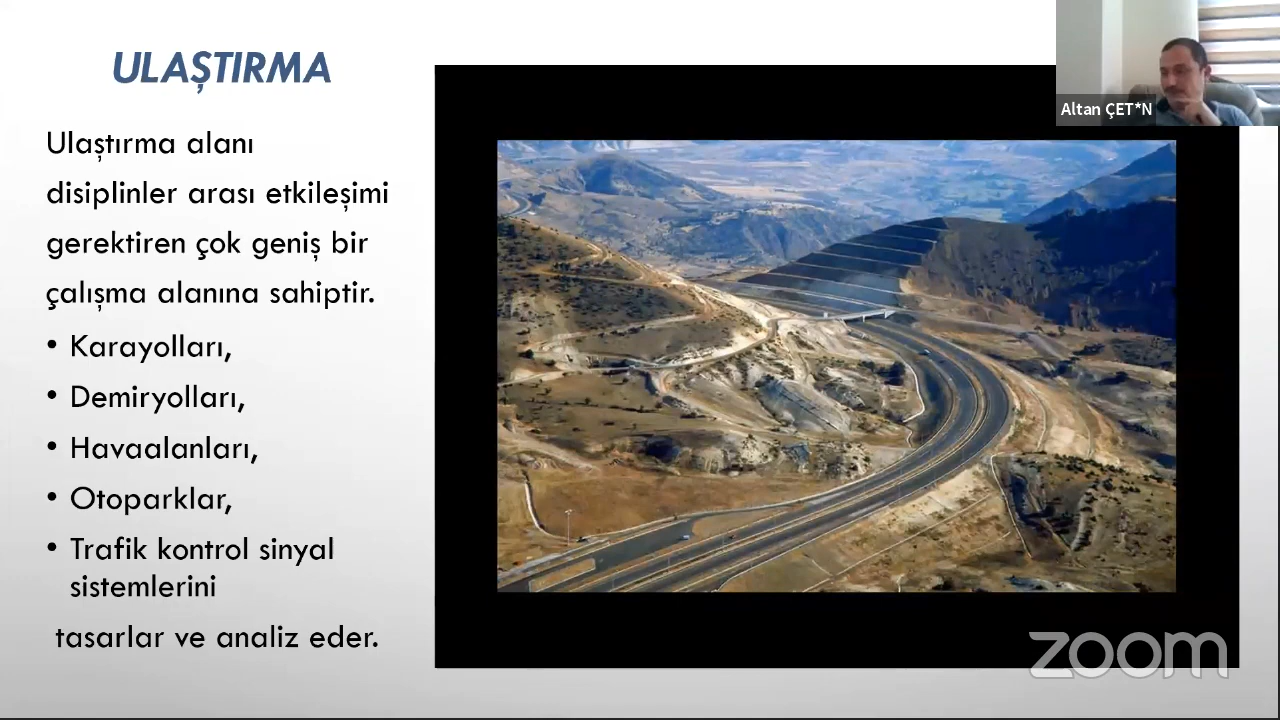 ULAŞTIRMA
Ulaştırma alanı
disiplinler arası etkileşimi
gerektiren çok geniş bir
çalışma alanına sahiptir.
• Karayolları,
• Demiryolları,
• Havaalanları,
• Otoparklar,
• Trafik kontrol sinyal
sistemlerini
tasarlar ve analiz eder.
Altan ÇET*N
zoom